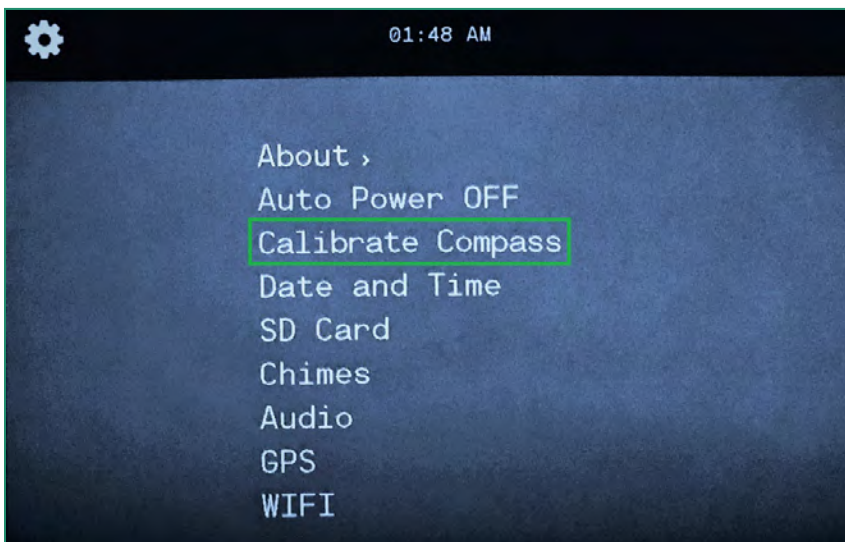 01:48 AM
About ›
Auto Power OFF
Calibrate Compass
Date and Time
SD Card
Chimes
Audio
GPS
WIFI